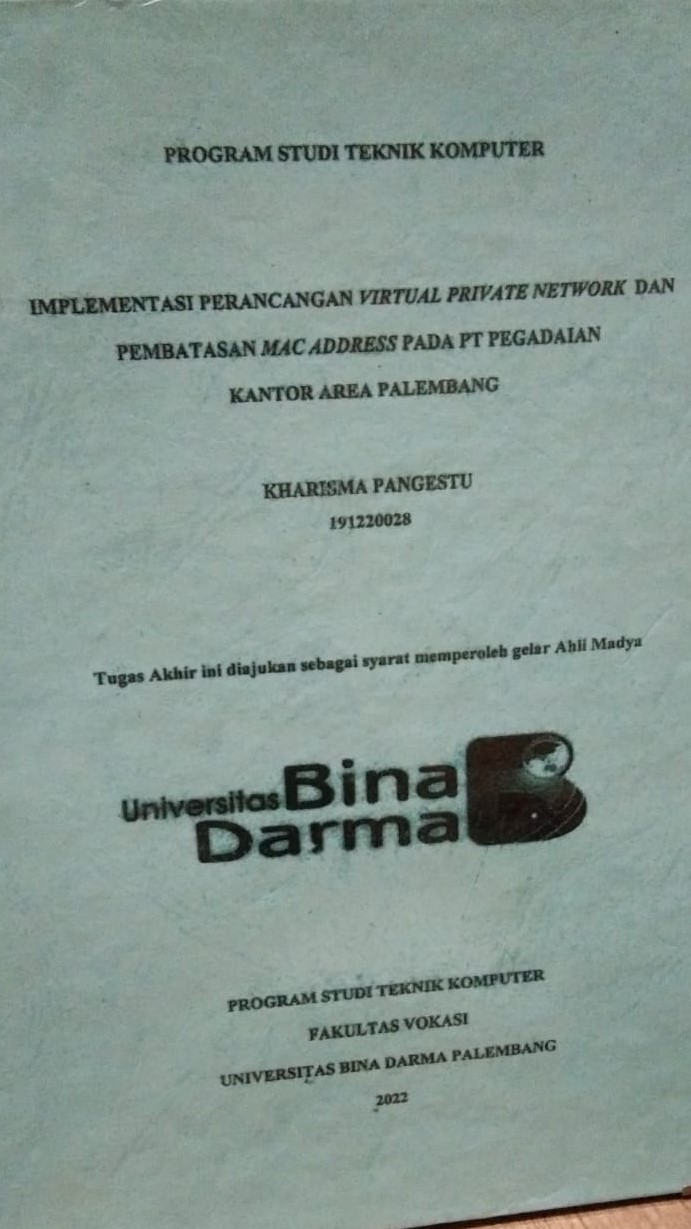 PROGRAM STUDI TEKNIK KOMPUTER
IMPLEMENTASI PERANCANGAN VIRTUAL PRIVATE NETWORK DAN
PEMBATASAN MAC ADDRESS PADA PT PEGADAIAN
KANTOR AREA PALEMBANG
KHARISMA PANGESTU
191220028
Tugas Akhir ini diajukan sebagai syarat memperoleh gelar Ahli Madya
Universitas Bina
Darma
PROGRAM STUDI TEKNIK KOMPUTER
FAKULTAS VOKASI
UNIVERSITAS BINA DARMA PALEMBANG
2022